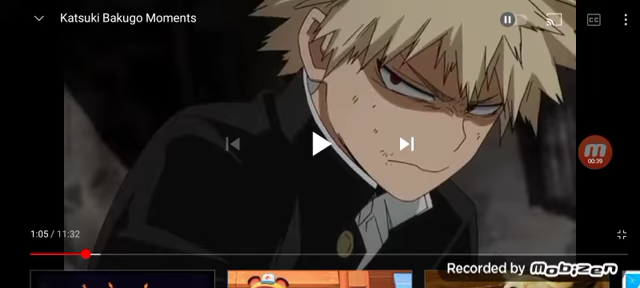 Katsuki Bakugo Moments
CC
M
00:39
1:05 / 11:32
Recorded by Mobizen